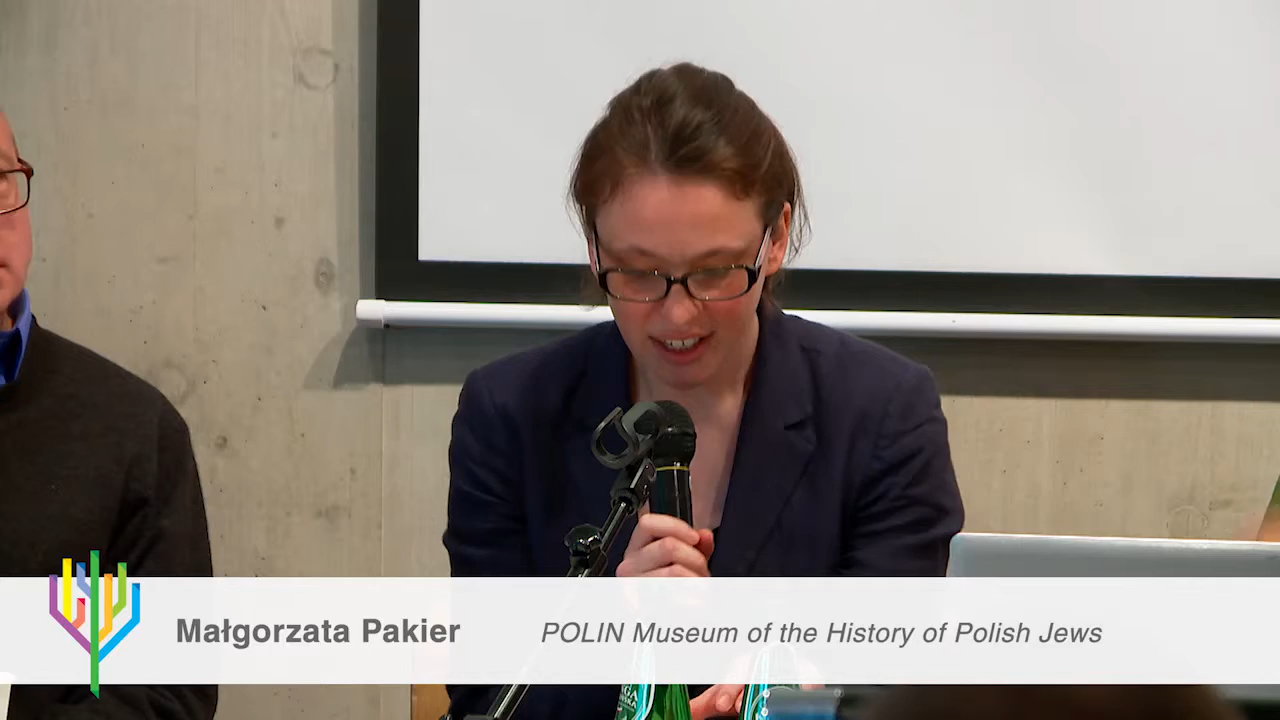 Małgorzata Pakier
POLIN Museum of the History of Polish Jews